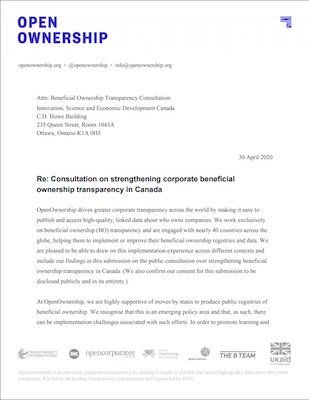 OPEN
OWNERSHIP
openownership.org • @openownership • info@openownership.org
Attn: Beneficial Ownership Transparency Consultation
Innovation, Science and Economic Development Canada
C.D. Howe Building
235 Queen Street, Room 1043A
Ottawa, Ontario K1A 0H5
30 April 2020
Re: Consultation on strengthening corporate beneficial
ownership transparency in Canada
OpenOwnership drives greater corporate transparency across the world by making it easy to
publish and access high-quality, linked data about who owns companies. We work exclusively
on beneficial ownership (BO) transparency and are engaged with nearly 40 countries across the
globe, helping them to implement or improve their beneficial ownership registries and data. We
are pleased to be able to draw on this implementation experience across different contexts and
include our findings in this submission on the public consultation over strengthening beneficial
ownership transparency in Canada. (We also confirm our consent for this submission to be
disclosed publicly and in its entirety.)
At OpenOwnership, we are highly supportive of moves by states to produce public registries of
beneficial ownership. We recognise that this is an emerging policy area and that, as such, there
can be implementation challenges associated with such efforts. In order to promote learning and
TRANSPARENCY INTERNATIONAL
ONE
opencorporates
Open Contracting Partnership
global witness
THE B TEAM
ukaid
OpenOwnership is accelerating corporate transparency by making it simple to publish and access high-quality data about who owns
companies. It is led by six leading transparency organisations and supported by DFID.